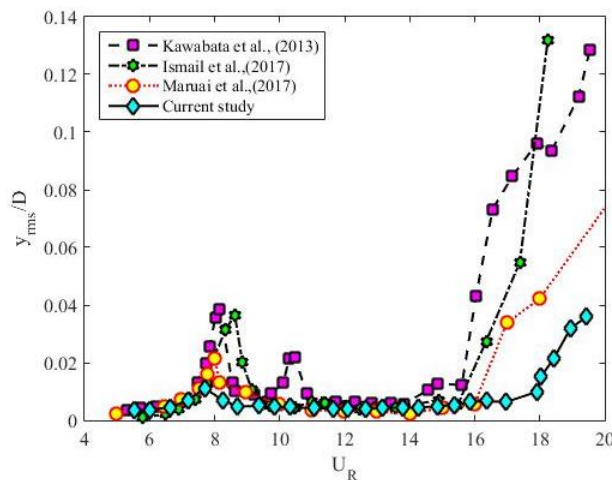 0.14
0.12
0.1
0.08
0.06
0.04
0.02
0
y_rms/D
4 6 8 10 12 14 16 18 20
U_R
Kawabata et al., (2013)
Ismail et al.,(2017)
Maruai et al.,(2017)
Current study